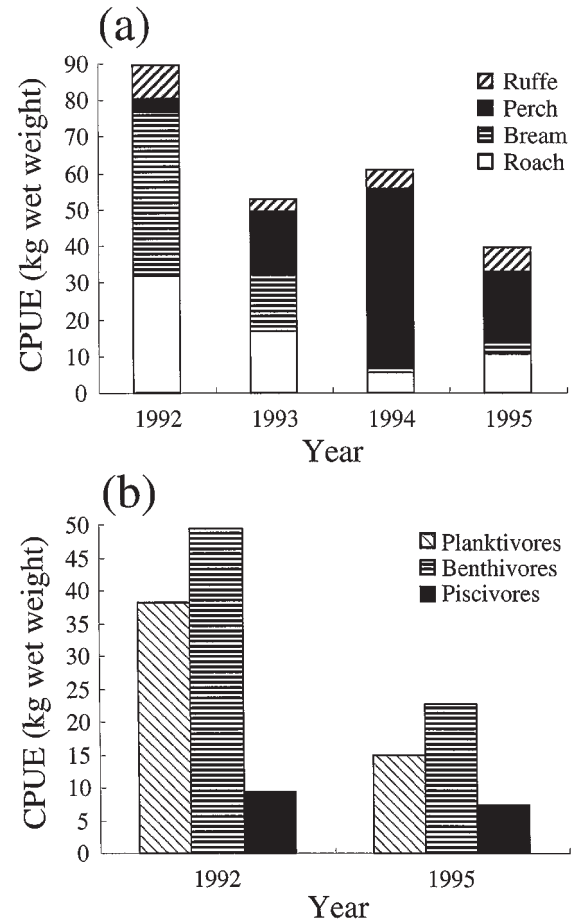 (a)
CPUE (kg wet weight)
90
80
70
60
50
40
30
20
10
0
Ruffe
Perch
Bream
Roach
1992 1993 1994 1995
Year
(b)
CPUE (kg wet weight)
50
45
40
35
30
25
20
15
10
5
0
Planktivores
Benthivores
Piscivores
1992 1995
Year